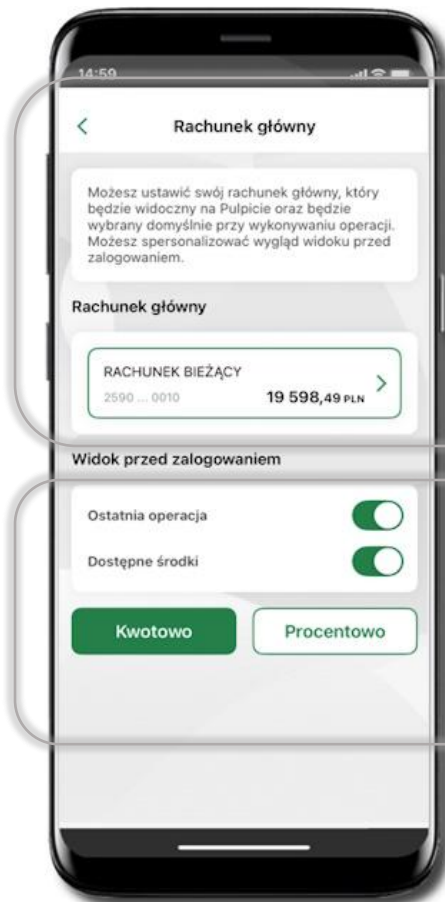 14:59
Rachunek główny
Możesz ustawić swój rachunek główny, który
będzie widoczny na Pulpicie oraz będzie
wybrany domyślnie przy wykonywaniu operacji.
Możesz spersonalizować wygląd widoku przed
zalogowaniem.
Rachunek główny
RACHUNEK BIEŻĄCY
2590 ... 0010 19 598,49 PLN
Widok przed zalogowaniem
Ostatnia operacja
Dostępne środki
Kwotowo Procentowo